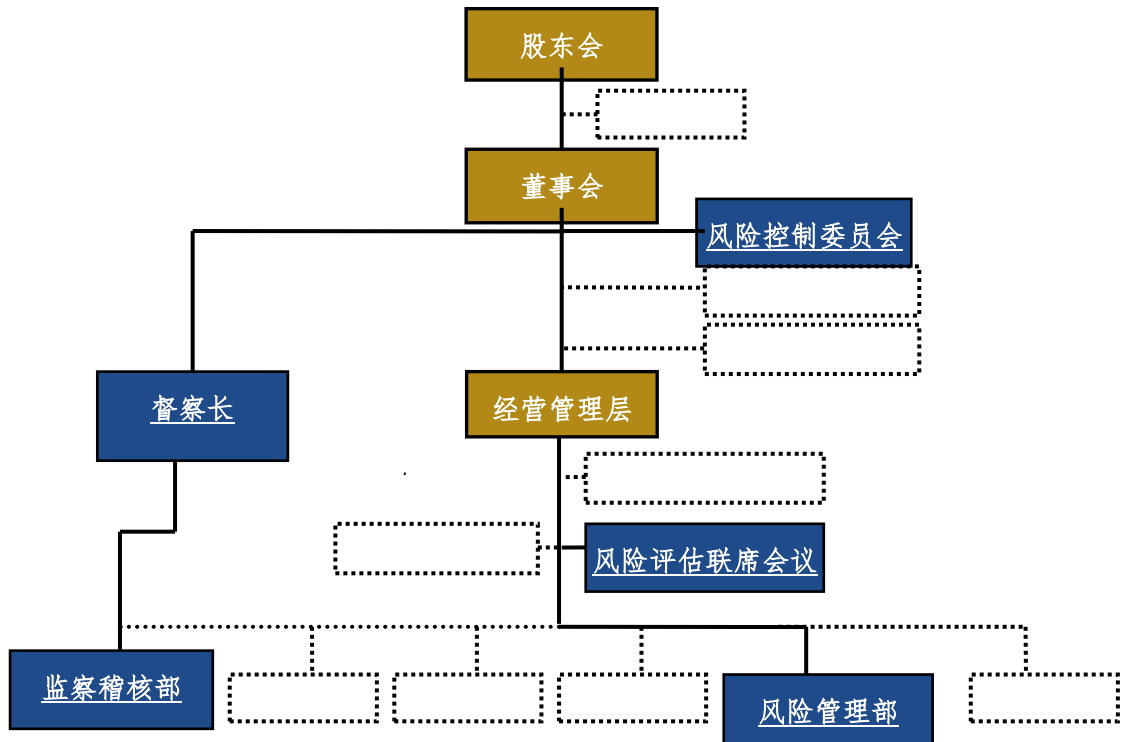 股东会
董事会
风险控制委员会
督察长
经营管理层
风险评估联席会议
监察稽核部
风险管理部